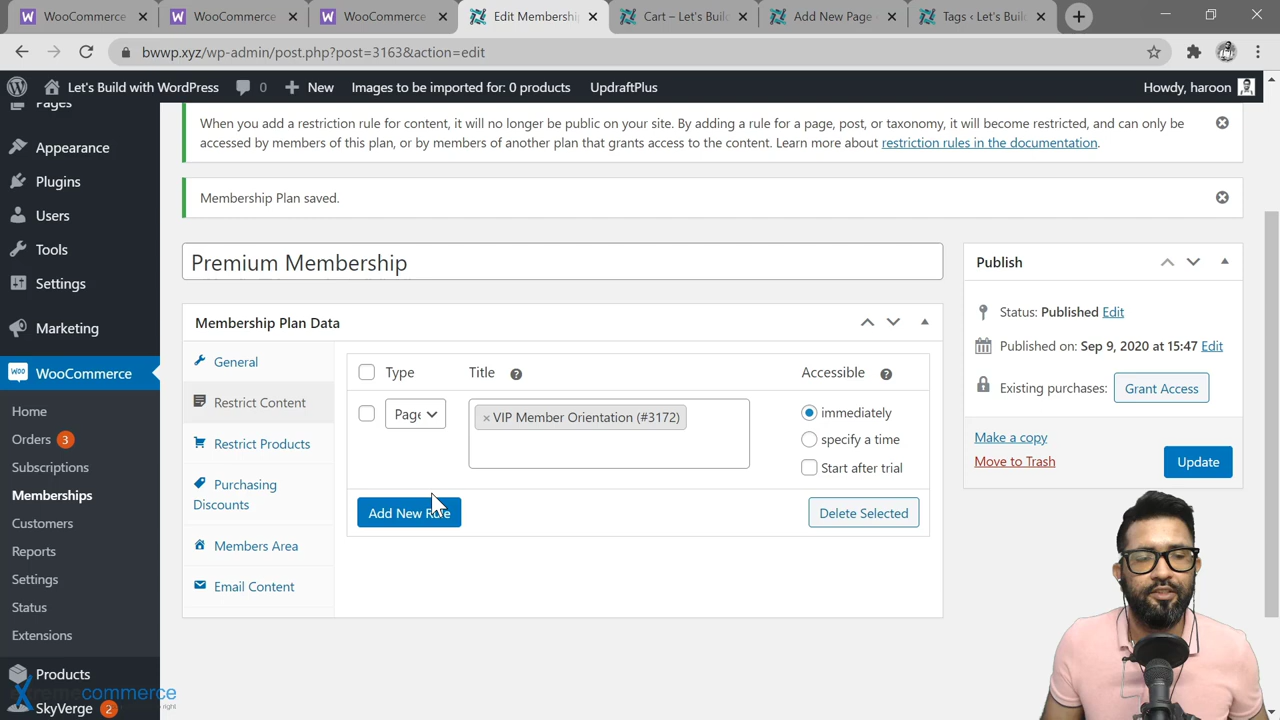 WooCommerce
WooCommerce
WooCommerce
Edit Membershi
Cart – Let's Build
Add New Page
Tags ‹ Let's Buil
bwwp.xyz/wp-admin/post.php?post=3163&action=edit
Let's Build with WordPress
0
New
Images to be imported for: 0 products
UpdraftPlus
Howdy, haroon
Pages
Appearance
Plugins
Users
Tools
Settings
Marketing
WooCommerce
Home
Orders 3
Subscriptions
Memberships
Customers
Reports
Settings
Status
Extensions
Products
SkyVerge 2
When you add a restriction rule for content, it will no longer be public on your site. By adding a rule for a page, post, or taxonomy, it will become restricted, and can only be
accessed by members of this plan, or by members of another plan that grants access to the content. Learn more about restriction rules in the documentation.
Membership Plan saved.
Premium Membership
Membership Plan Data
General
Restrict Content
Restrict Products
Purchasing
Discounts
Members Area
Email Content
Type
Title
Accessible
Page
× VIP Member Orientation (#3172)
immediately
specify a time
Start after trial
Add New Rule
Delete Selected
Publish
Status: Published Edit
Published on: Sep 9, 2020 at 15:47 Edit
Existing purchases: Grant Access
Make a copy
Move to Trash
Update